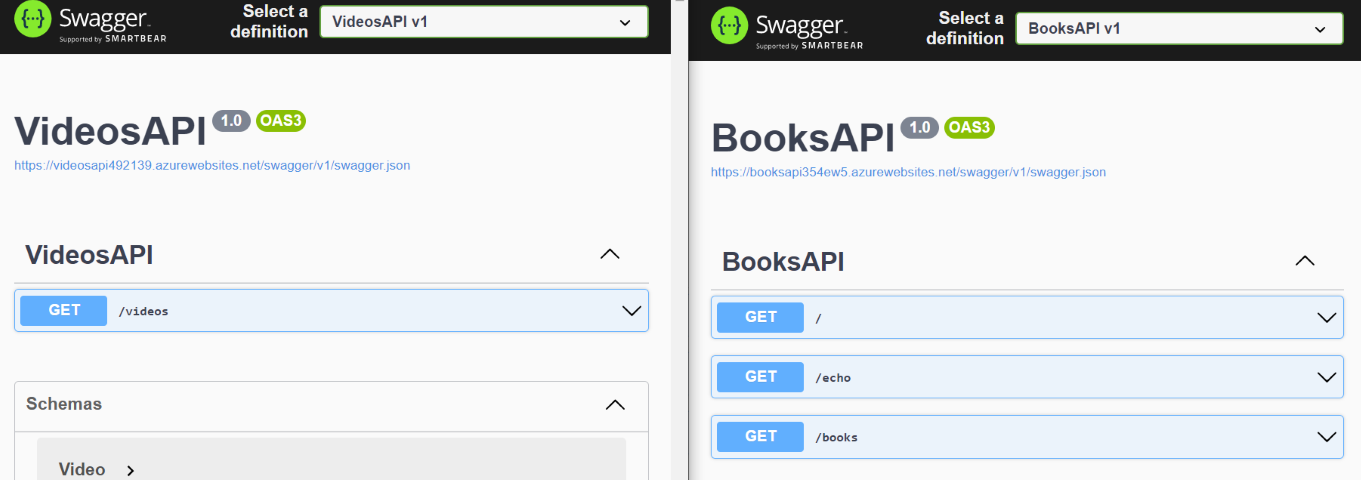 Swagger.
Supported by SMARTBEAR
Select a
definition
VideosAPI v1
VideosAPI 1.0 OAS3
https://videosapi492139.azurewebsites.net/swagger/v1/swagger.json
VideosAPI
GET /videos
Schemas
Video
Swagger.
Supported by SMARTBEAR
Select a
definition
BooksAPI v1
BooksAPI 1.0 OAS3
https://booksapi354ew5.azurewebsites.net/swagger/v1/swagger.json
BooksAPI
GET /
GET /echo
GET /books